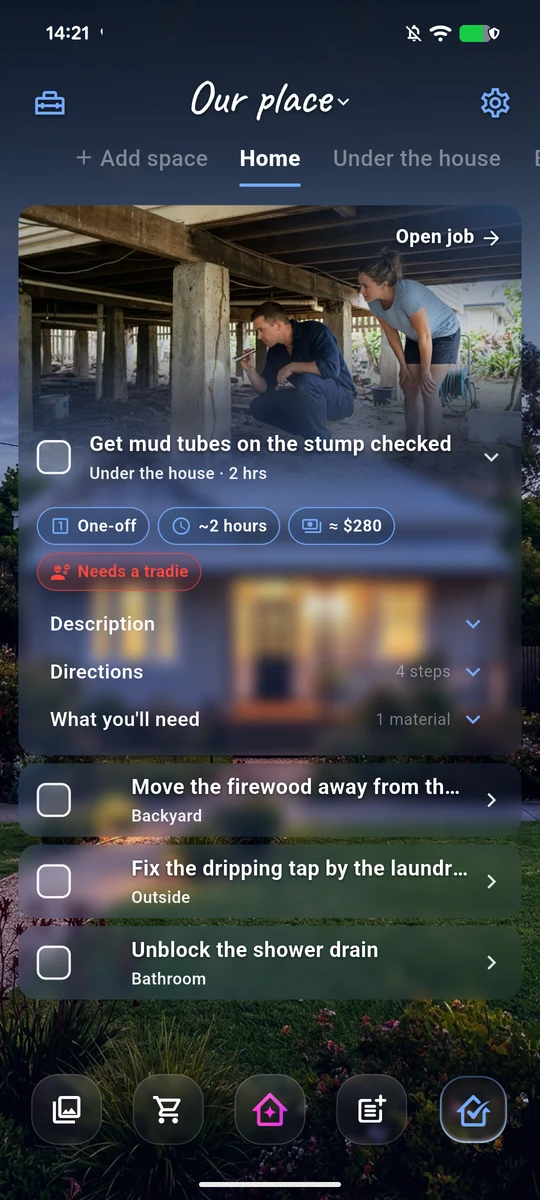 14:21
Our place
+ Add space
Home
Under the house
Open job →
Get mud tubes on the stump checked
Under the house · 2 hrs
One-off
~2 hours
≈ $280
Needs a tradie
Description
Directions
4 steps
What you'll need
1 material
Move the firewood away from th…
Backyard
Fix the dripping tap by the laundr…
Outside
Unblock the shower drain
Bathroom